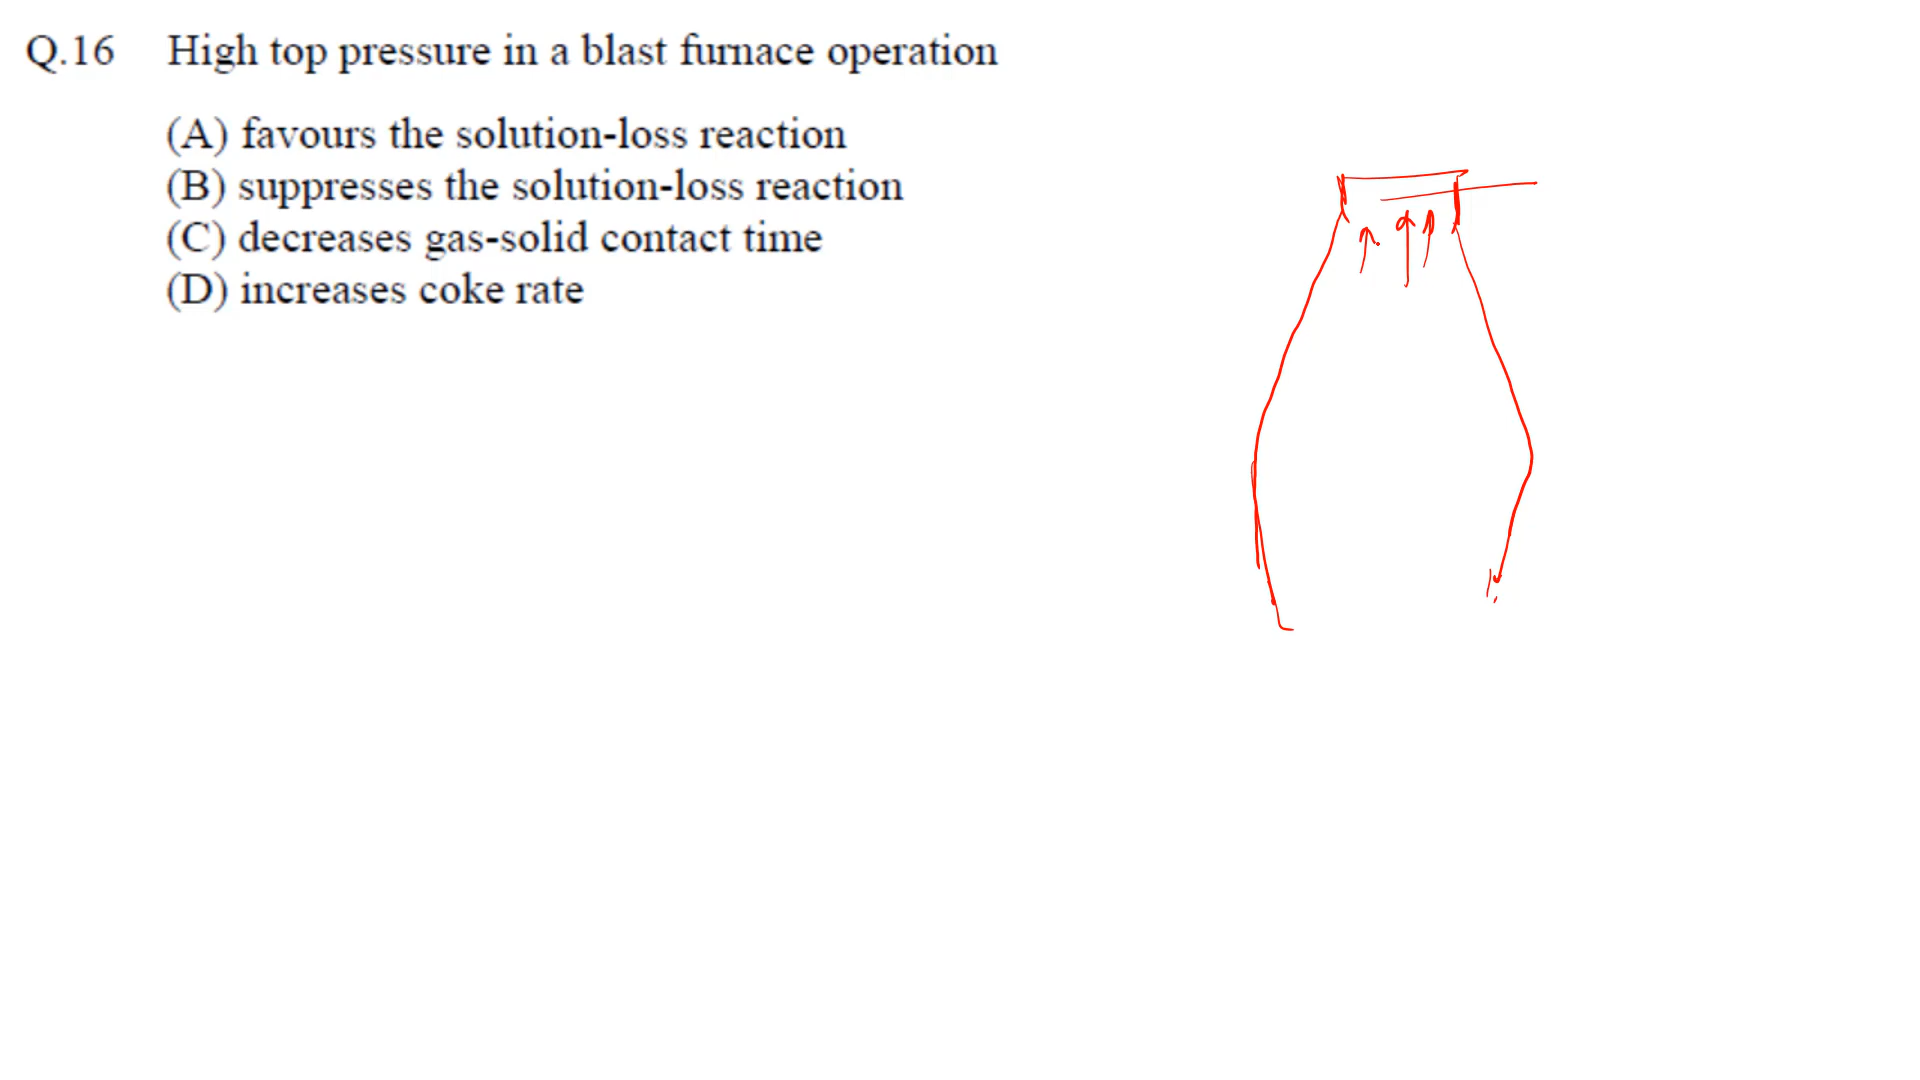 Q.16 High top pressure in a blast furnace operation
(A) favours the solution-loss reaction
(B) suppresses the solution-loss reaction
(C) decreases gas-solid contact time
(D) increases coke rate